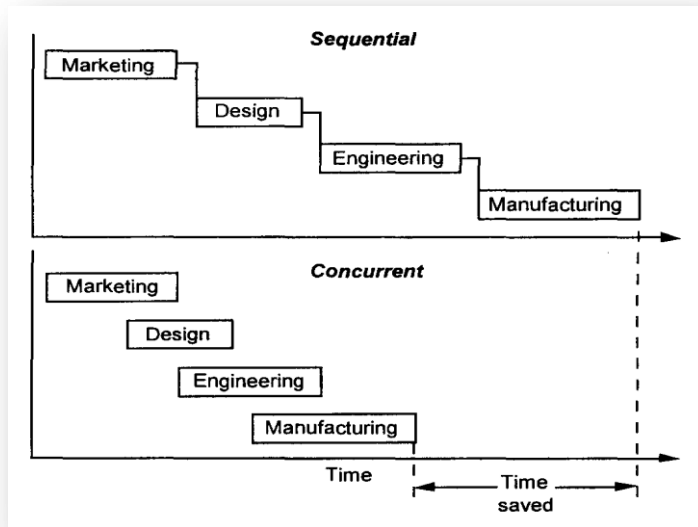 Sequential
Marketing
Design
Engineering
Manufacturing
Concurrent
Marketing
Design
Engineering
Manufacturing
Time
Time
saved